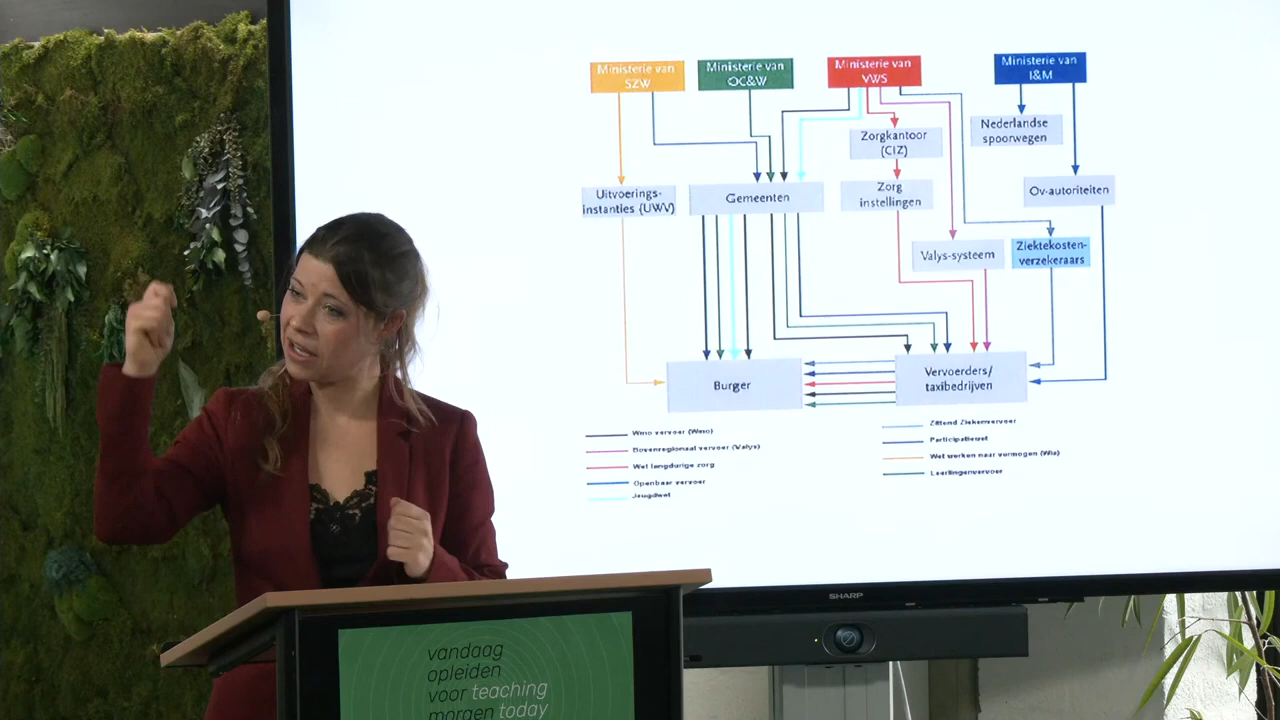 Ministerie van
SZW
Ministerie van
OC&W
Ministerie van
VWS
Ministerie van
I&M
Nederlandse
spoorwegen
Zorgkantoor
(CIZ)
Uitvoerings-
instanties (UWV)
Gemeenten
Zorg
instellingen
Ov-autoriteiten
Valys-systeem
Ziektekosten-
verzekeraars
Burger
Vervoerders/
taxibedrijven
Wmo vervoer (Wmo)
Bovenregionaal vervoer (Valys)
Wet langdurige zorg
Openbaar vervoer
Jeugdwet
Zittend Ziekenvervoer
Participatiewet
Wet werken naar vermogen (Wia)
Leerlingenvervoer
SHARP
vandaag
opleiden
voor teaching
morgen today